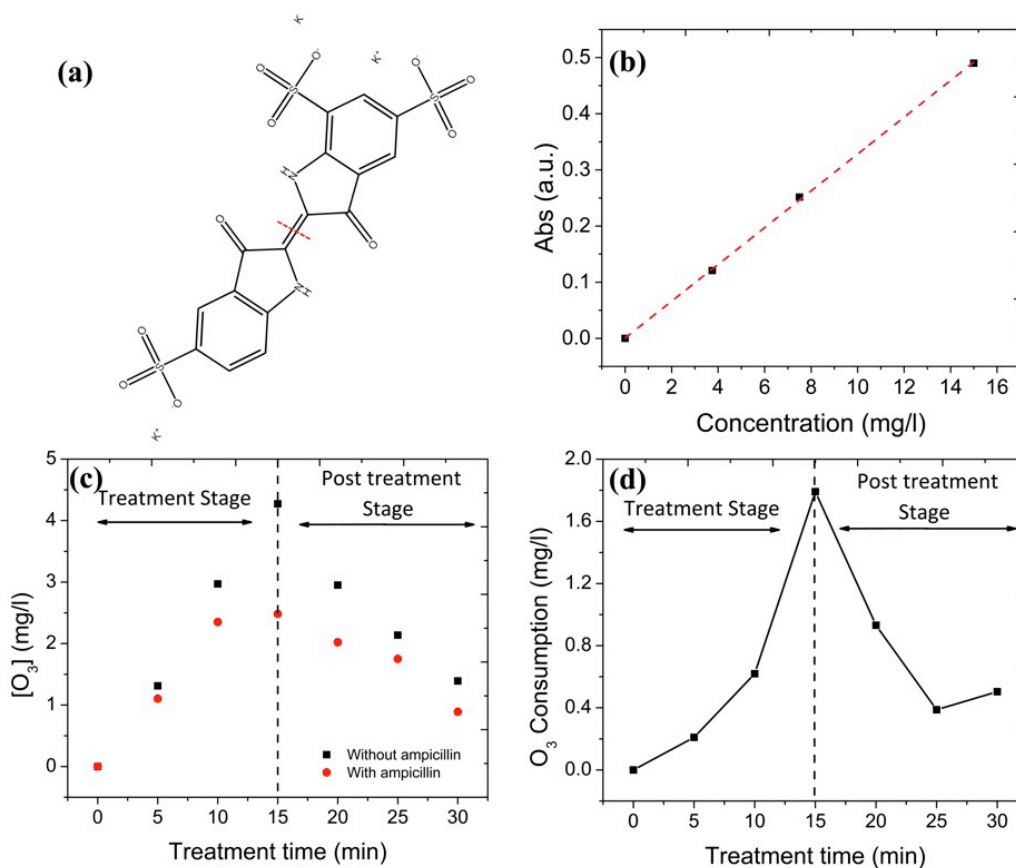 (a)
K-
K+
O
O-
O
S
O-
O
S
O
HN
O
O
NH
O
S
O
O-
K+
(b)
Abs (a.u.)
0.5
0.3
0.2
0.1
0.0
0 2 4 6 8 10 12 14 16
Concentration (mg/l)
(c)
Treatment Stage
Post treatment
Stage
[O₃] (mg/l)
5
4
3
2
1
0
Without ampicillin
With ampicillin
0 5 10 15 20 25 30
Treatment time (min)
(d)
Treatment Stage
Post treatment
Stage
O₃ Consumption (mg/l)
2.0
1.6
1.2
0.8
0.4
0.0
0 5 10 15 20 25 30
Treatment time (min)